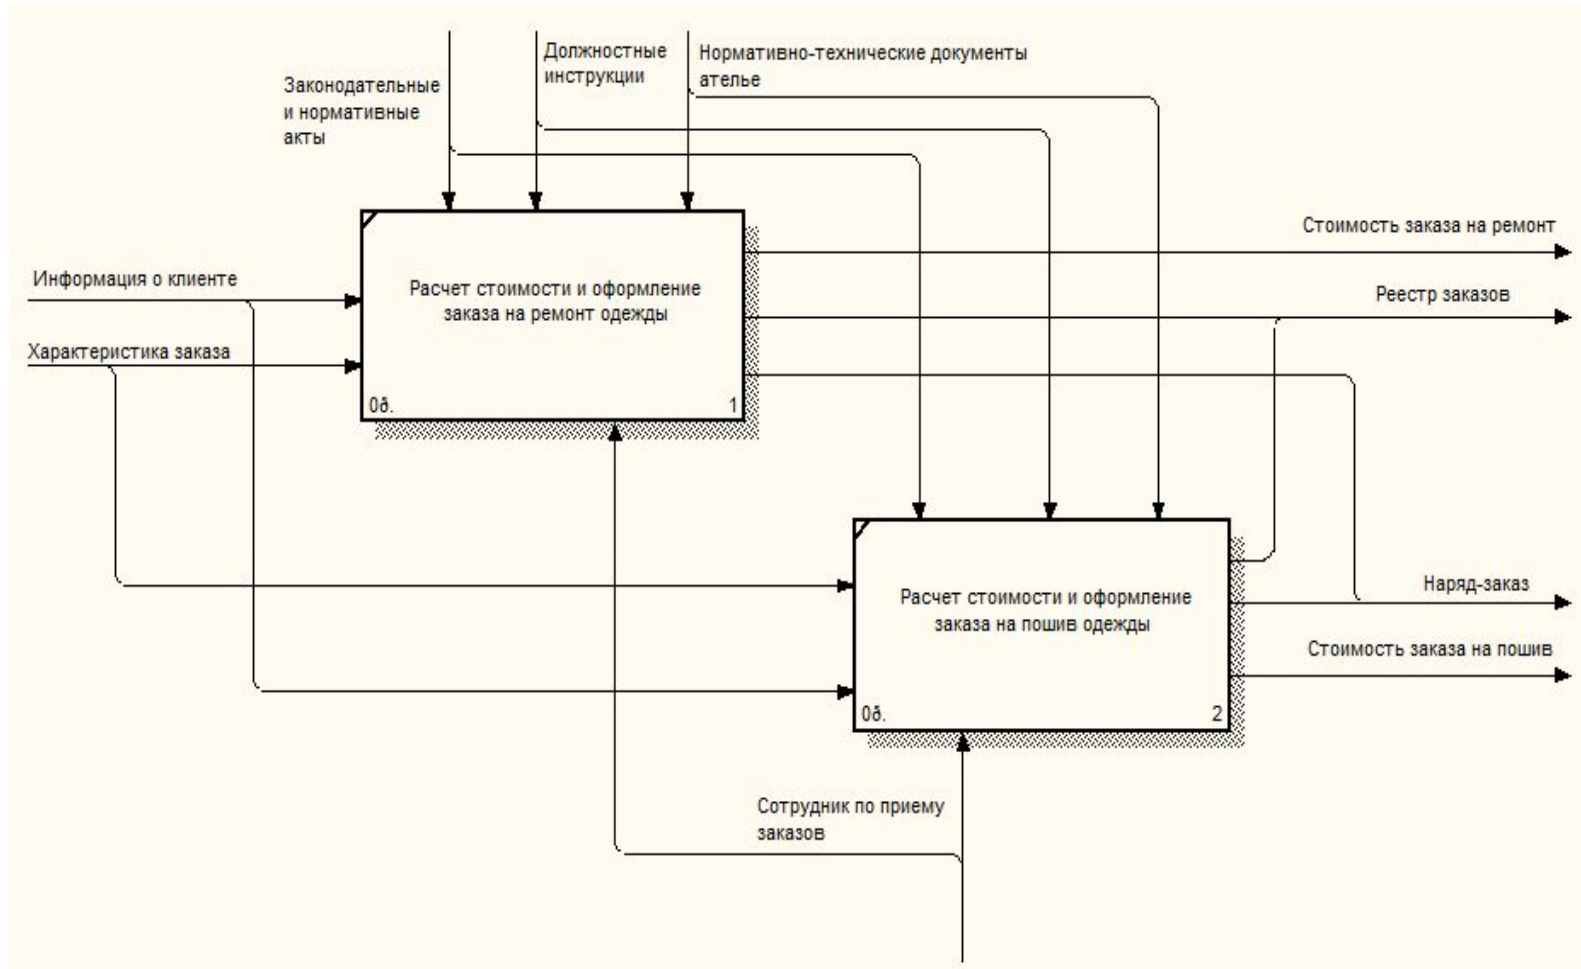 Должностные
инструкции
Нормативно-технические документы
ателье
Законодательные
и нормативные
акты
Стоимость заказа на ремонт
Информация о клиенте
Расчет стоимости и оформление
заказа на ремонт одежды
Реестр заказов
Характеристика заказа
0ð.
1
Наряд-заказ
Расчет стоимости и оформление
заказа на пошив одежды
Стоимость заказа на пошив
0ð.
2
Сотрудник по приему
заказов